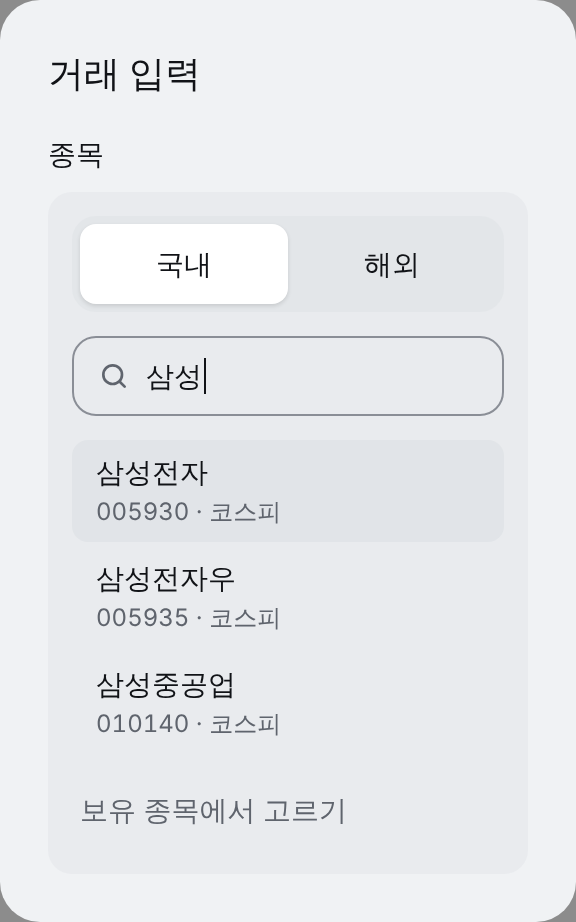 거래 입력
종목
국내
해외
삼성
삼성전자
005930 · 코스피
삼성전자우
005935 · 코스피
삼성중공업
010140 · 코스피
보유 종목에서 고르기